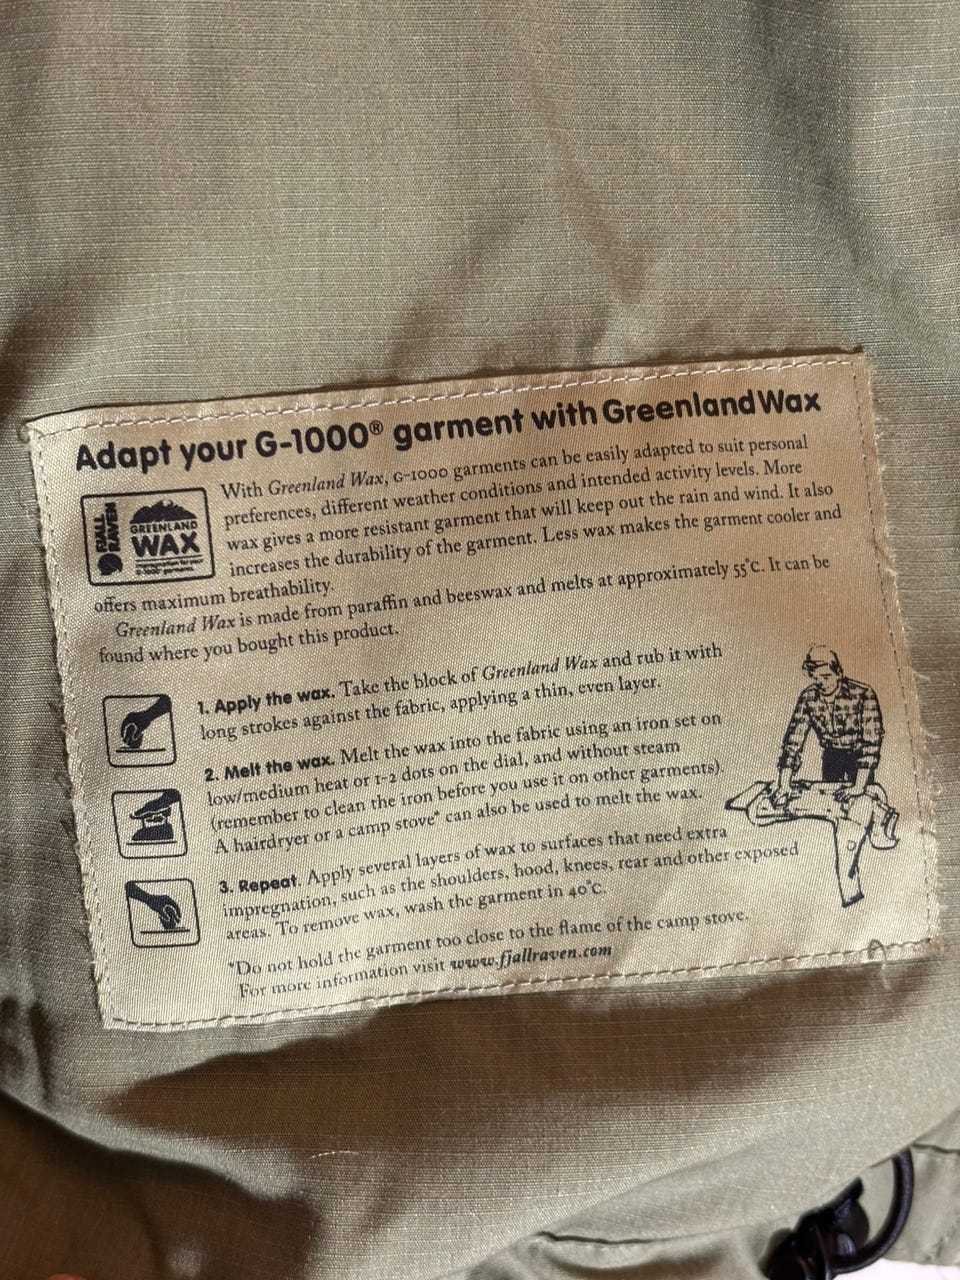 Adapt your G-1000® garment with Greenland Wax
With Greenland Wax, G-1000 garments can be easily adapted to suit personal
preferences, different weather conditions and intended activity levels. More
wax gives a more resistant garment that will keep out the rain and wind. It also
increases the durability of the garment. Less wax makes the garment cooler and
offers maximum breathability.
FJÄLL
RÄVEN
GREENLAND
WAX
Greenland Wax is made from paraffin and beeswax and melts at approximately 55°C. It can be
found where you bought this product.
1. Apply the wax. Take the block of Greenland Wax and rub it with
long strokes against the fabric, applying a thin, even layer.
2. Melt the wax. Melt the wax into the fabric using an iron set on
low/medium heat or 1-2 dots on the dial, and without steam
(remember to clean the iron before you use it on other garments).
A hairdryer or a camp stove* can also be used to melt the wax.
3. Repeat. Apply several layers of wax to surfaces that need extra
impregnation, such as the shoulders, hood, knees, rear and other exposed
areas. To remove wax, wash the garment in 40°C.
*Do not hold the garment too close to the flame of the camp stove.
For more information visit www.fjallraven.com